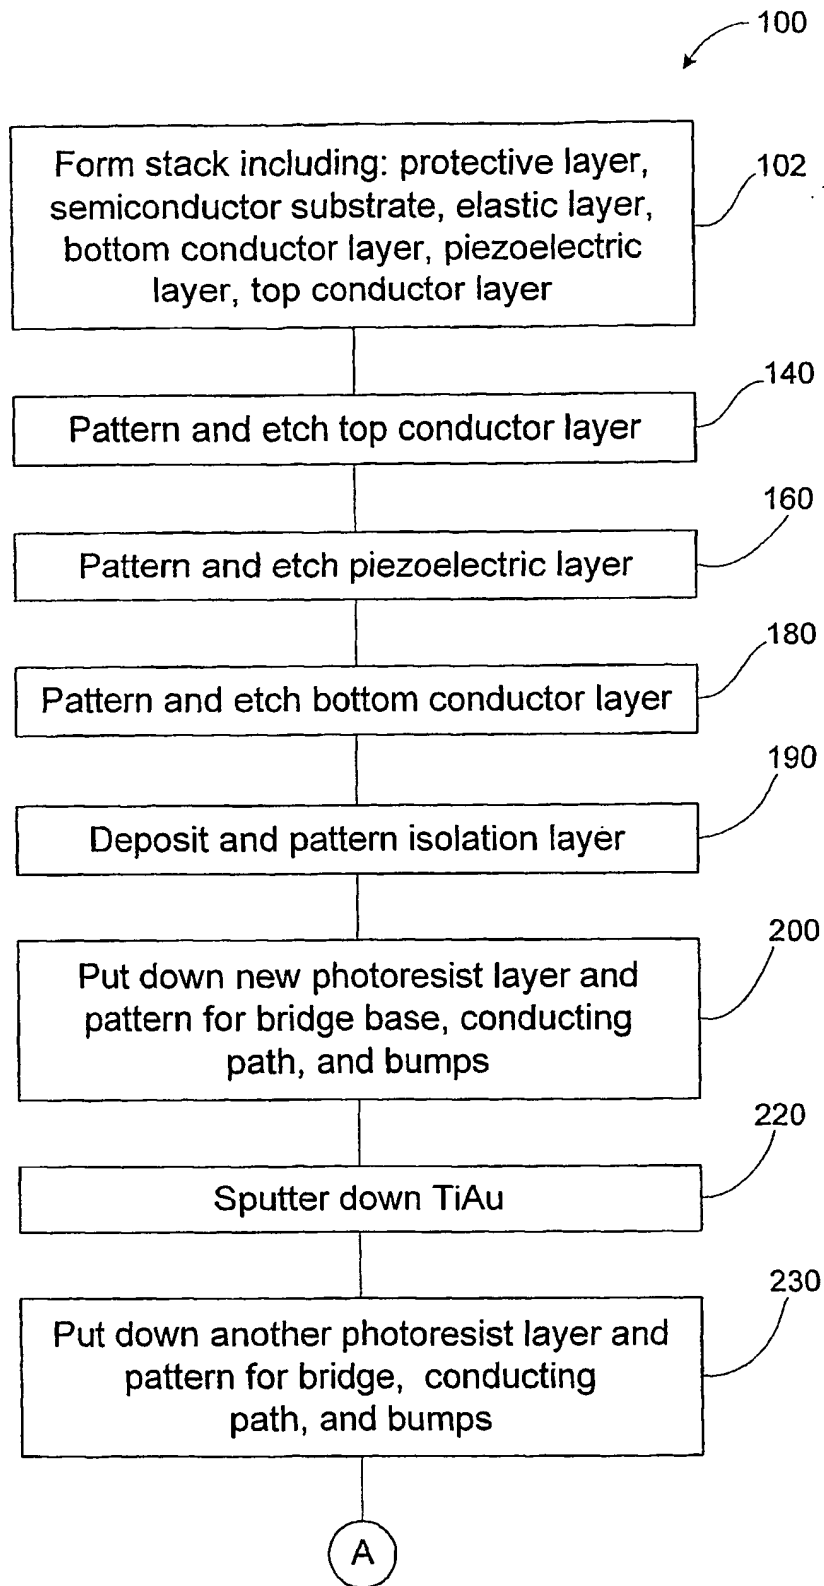 100
Form stack including: protective layer,
semiconductor substrate, elastic layer,
bottom conductor layer, piezoelectric
layer, top conductor layer
102
Pattern and etch top conductor layer
140
Pattern and etch piezoelectric layer
160
Pattern and etch bottom conductor layer
180
Deposit and pattern isolation layer
190
Put down new photoresist layer and
pattern for bridge base, conducting
path, and bumps
200
Sputter down TiAu
220
Put down another photoresist layer and
pattern for bridge, conducting
path, and bumps
230
A